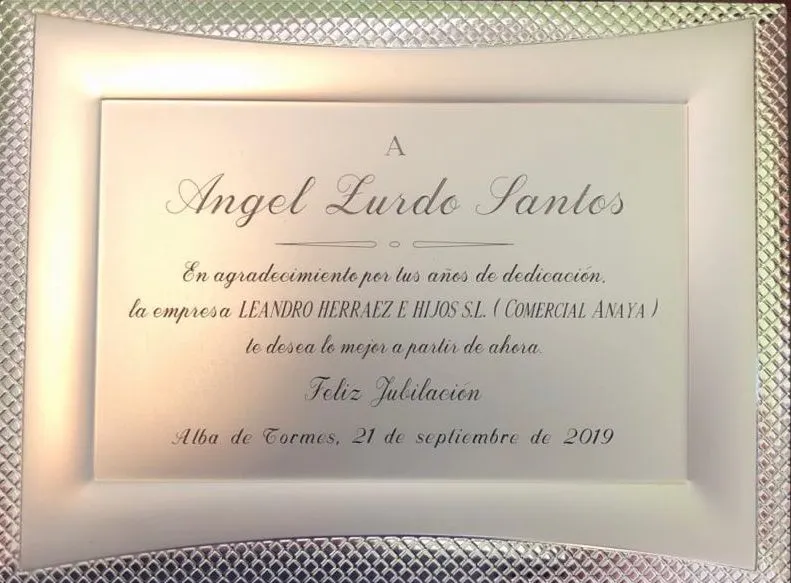 A
Angel Zurdo Santos
En agradecimiento por tus años de dedicación,
la empresa LEANDRO HERRAEZ E HIJOS S.L. ( COMERCIAL ANAYA )
te desea lo mejor a partir de ahora.
Feliz Jubilación
Alba de Tormes, 21 de septiembre de 2019